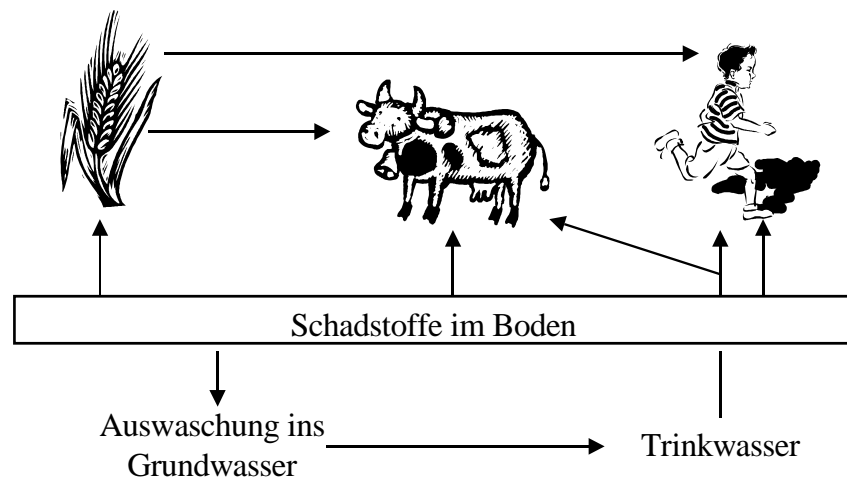 Schadstoffe im Boden
Auswaschung ins
Grundwasser
Trinkwasser